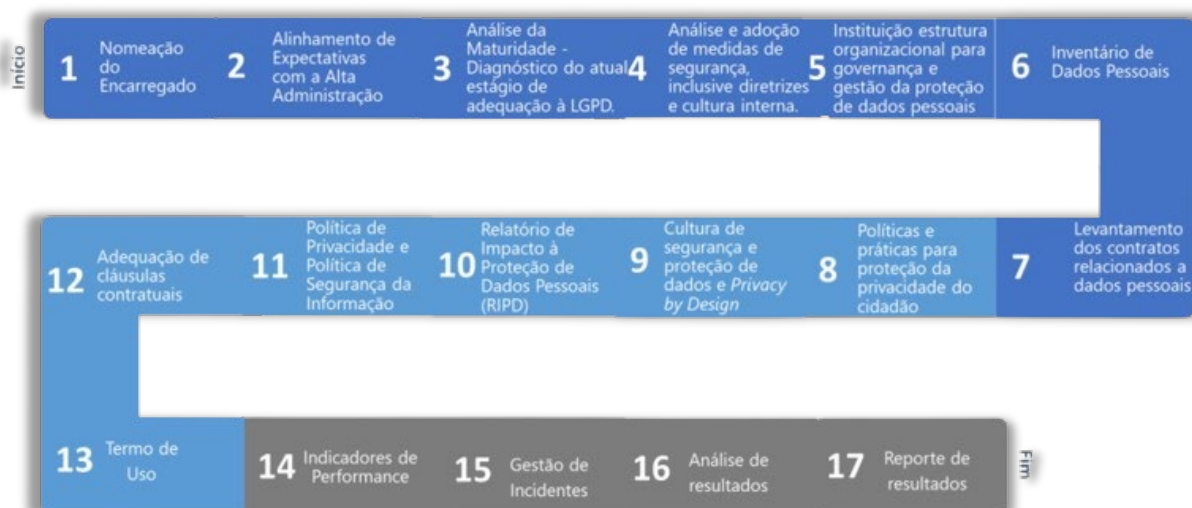 Início
1
Nomeação
do
Encarregado
2
Alinhamento de
Expectativas
com a Alta
Administração
3
Análise da
Maturidade -
Diagnóstico do atual
estágio de
adequação à LGPD.
4
Análise e adoção
de medidas de
segurança,
inclusive diretrizes
e cultura interna.
5
Instituição estrutura
organizacional para
governança e
gestão da proteção
de dados pessoais
6
Inventário de
Dados Pessoais
7
Levantamento
dos contratos
relacionados a
dados pessoais
8
Políticas e
práticas para
proteção da
privacidade do
cidadão
9
Cultura de
segurança e
proteção de
dados e Privacy
by Design
10
Relatório de
Impacto à
Proteção de
Dados Pessoais
(RIPD)
11
Política de
Privacidade e
Política de
Segurança da
Informação
12
Adequação de
cláusulas
contratuais
13
Termo de
Uso
14
Indicadores de
Performance
15
Gestão de
Incidentes
16
Análise de
resultados
17
Reporte de
resultados
Fim